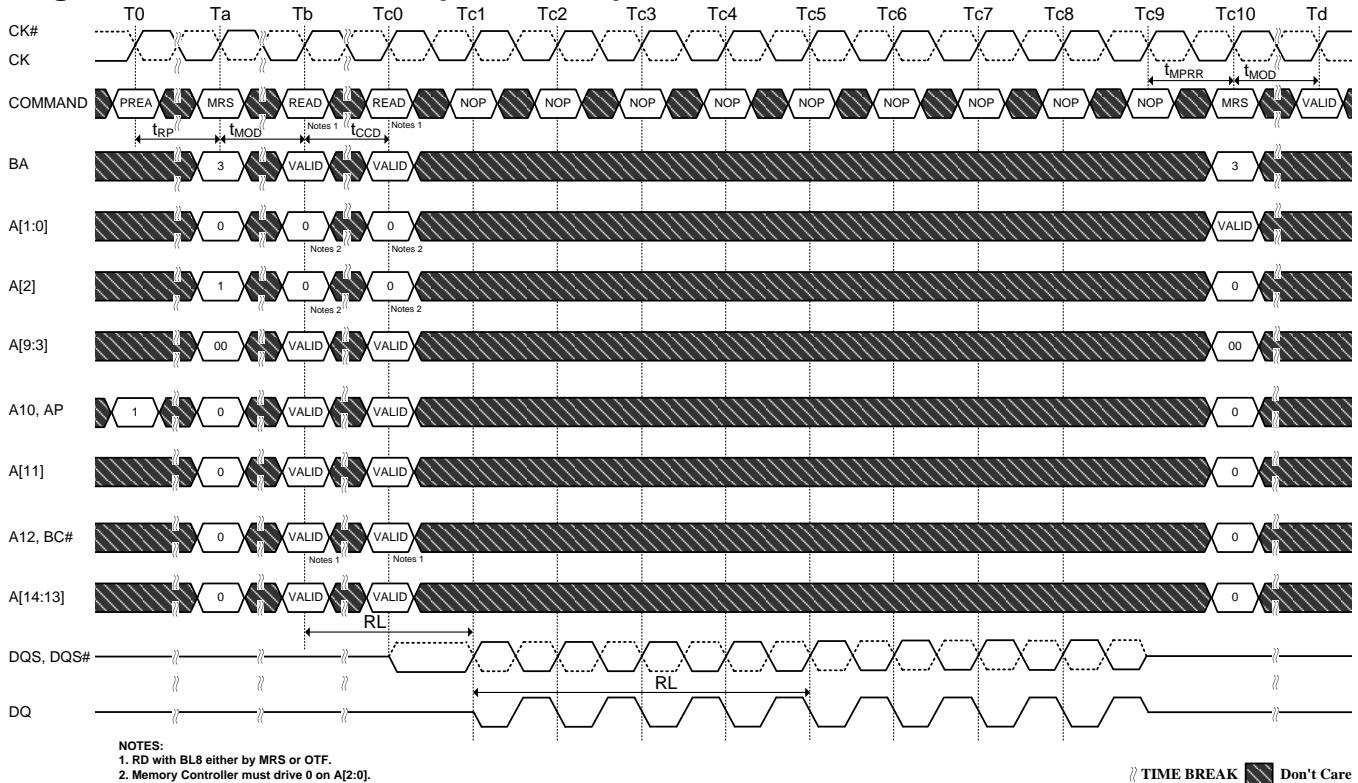 T0 Ta Tb Tc0 Tc1 Tc2 Tc3 Tc4 Tc5 Tc6 Tc7 Tc8 Tc9 Tc10 Td
CK#
CK
tMPRR tMOD
COMMAND PREA MRS READ READ NOP NOP NOP NOP NOP NOP NOP NOP NOP MRS VALID
Notes 1 Notes 1
tRP tMOD tCCD
BA 3 VALID VALID 3
A[1:0] 0 0 0 VALID
Notes 2 Notes 2
A[2] 1 0 0 0
Notes 2 Notes 2
A[9:3] 00 VALID VALID 00
A10, AP 1 0 VALID VALID 0
A[11] 0 VALID VALID 0
A12, BC# 0 VALID VALID 0
Notes 1 Notes 1
A[14:13] 0 VALID VALID 0
RL
DQS, DQS#
RL
DQ
NOTES:
1. RD with BL8 either by MRS or OTF.
2. Memory Controller must drive 0 on A[2:0].
TIME BREAK Don't Care